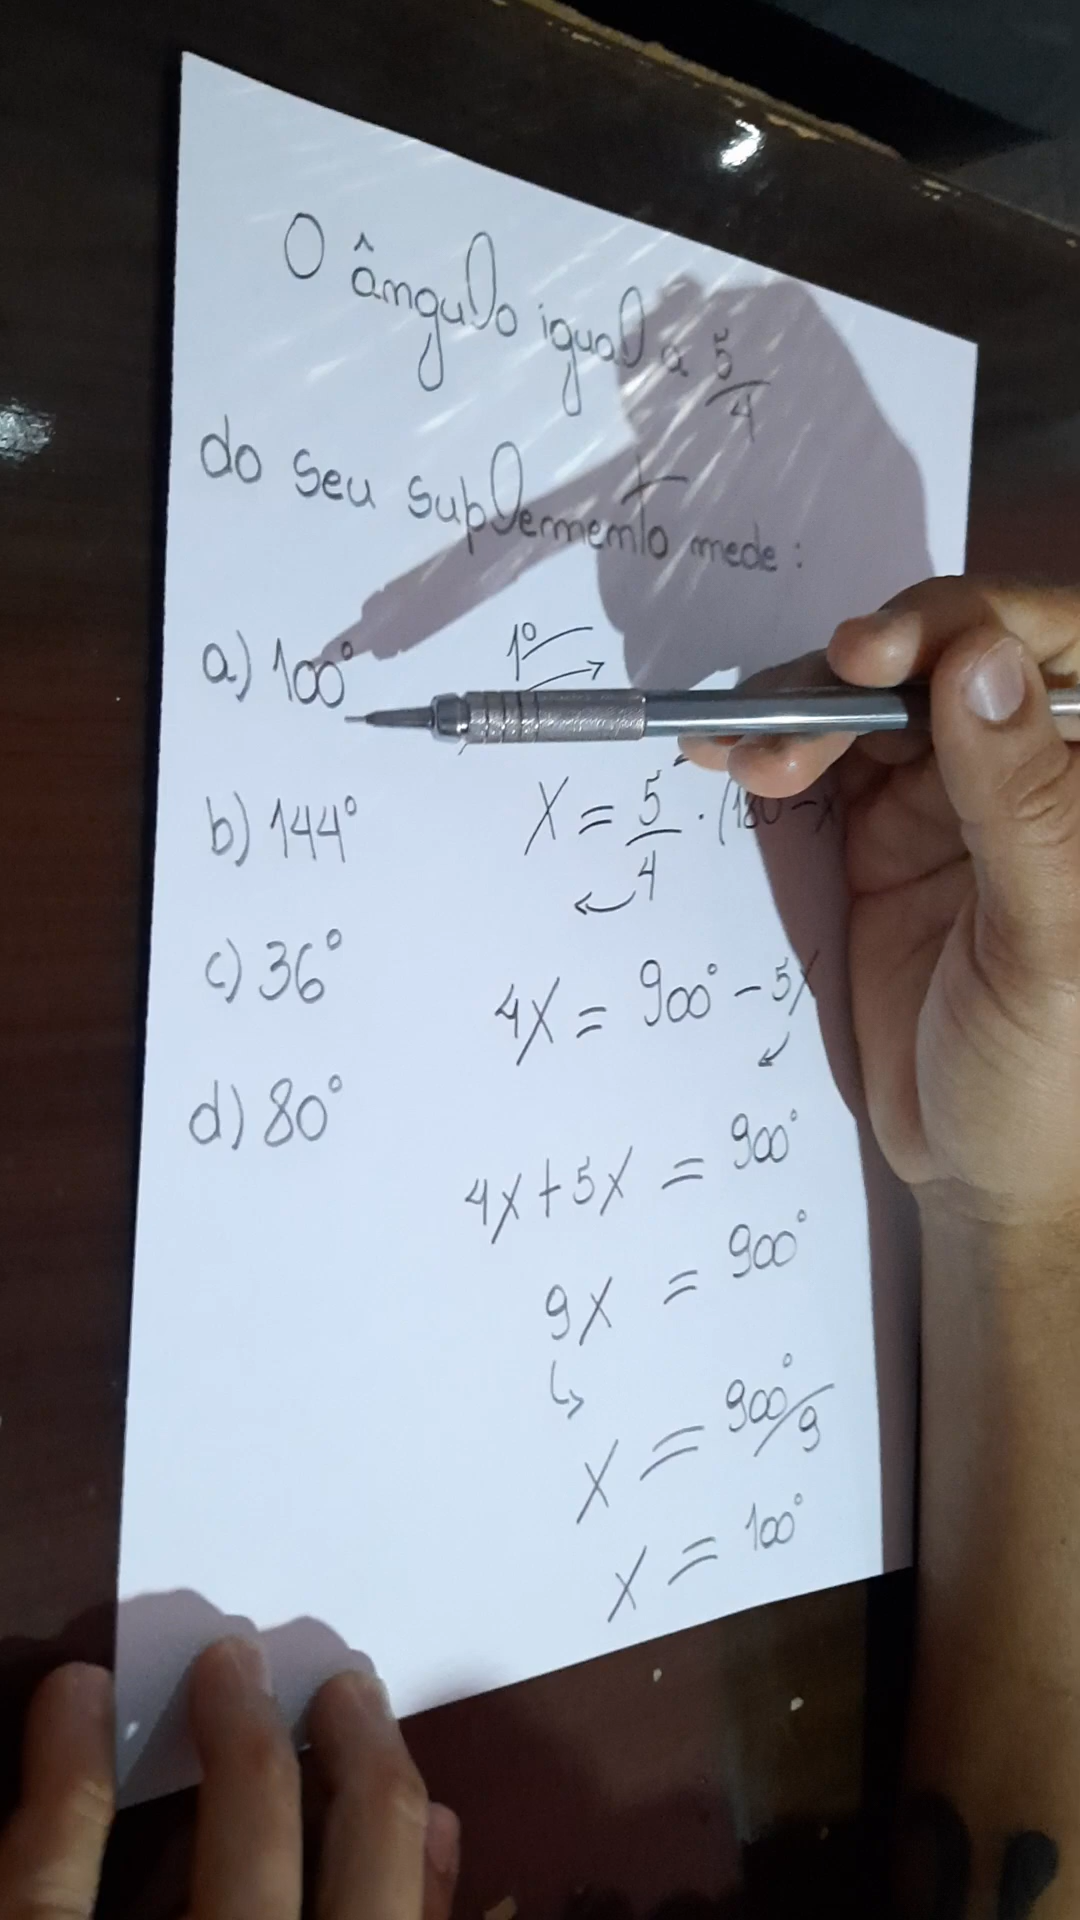 O ângulo igual a 5/4
do seu suplemento mede:
a) 100°
1º
b) 144°
X = 5/4 · (180 - x
c) 36°
4X = 900° - 5X
d) 80°
4X + 5X = 900°
9X = 900°
X = 900°/9
X = 100°